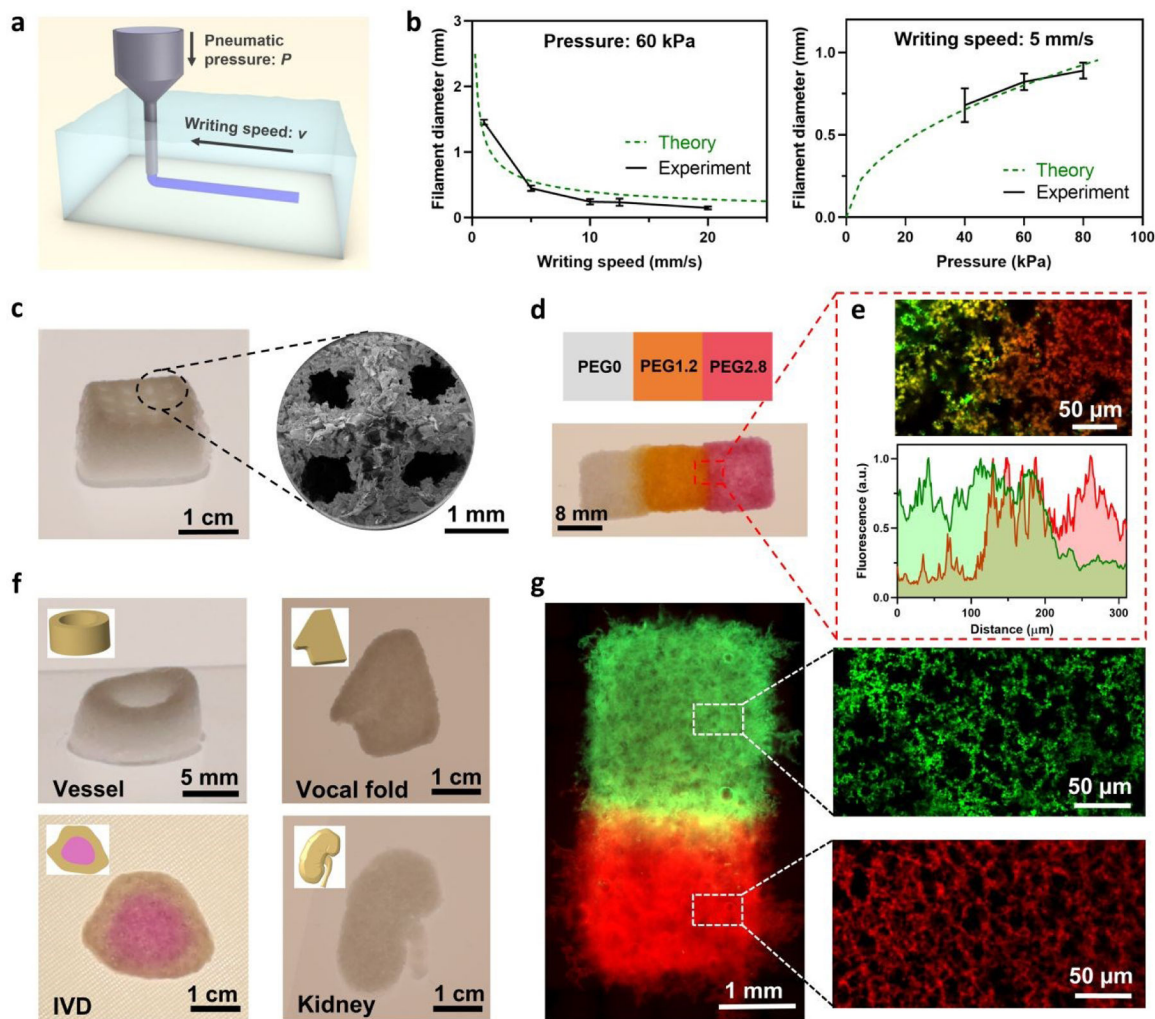 a
Pneumatic
pressure: P
Writing speed: v
b
Pressure: 60 kPa
Filament diameter (mm)
3
2
1
0
0
5
10
15
20
Theory
Experiment
Writing speed (mm/s)
Writing speed: 5 mm/s
Filament diameter (mm)
1.0
0.5
0.0
0
20
40
60
80
100
Theory
Experiment
Pressure (kPa)
c
1 cm
1 mm
d
PEG0
PEG1.2
PEG2.8
8 mm
e
50 µm
Fluorescence (a.u.)
1.0
0.5
0.0
0
100
200
300
Distance (µm)
f
Vessel
5 mm
Vocal fold
1 cm
IVD
1 cm
Kidney
1 cm
g
1 mm
50 µm
50 µm